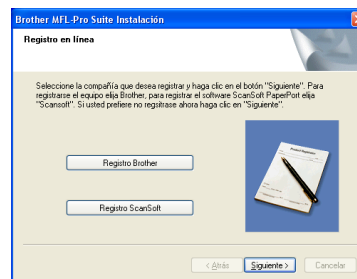 Brother MFL-Pro Suite Instalación
Registro en línea
Seleccione la compañía que desea registrar y haga clic en el botón "Siguiente". Para
registrarse el equipo elija Brother, para registrar el software ScanSoft PaperPort elija
"Scansoft". Si usted prefiere no regsitrase ahora haga clic en "Siguiente".
Registro Brother
Registro ScanSoft
< Atrás
Siguiente >
Cancelar